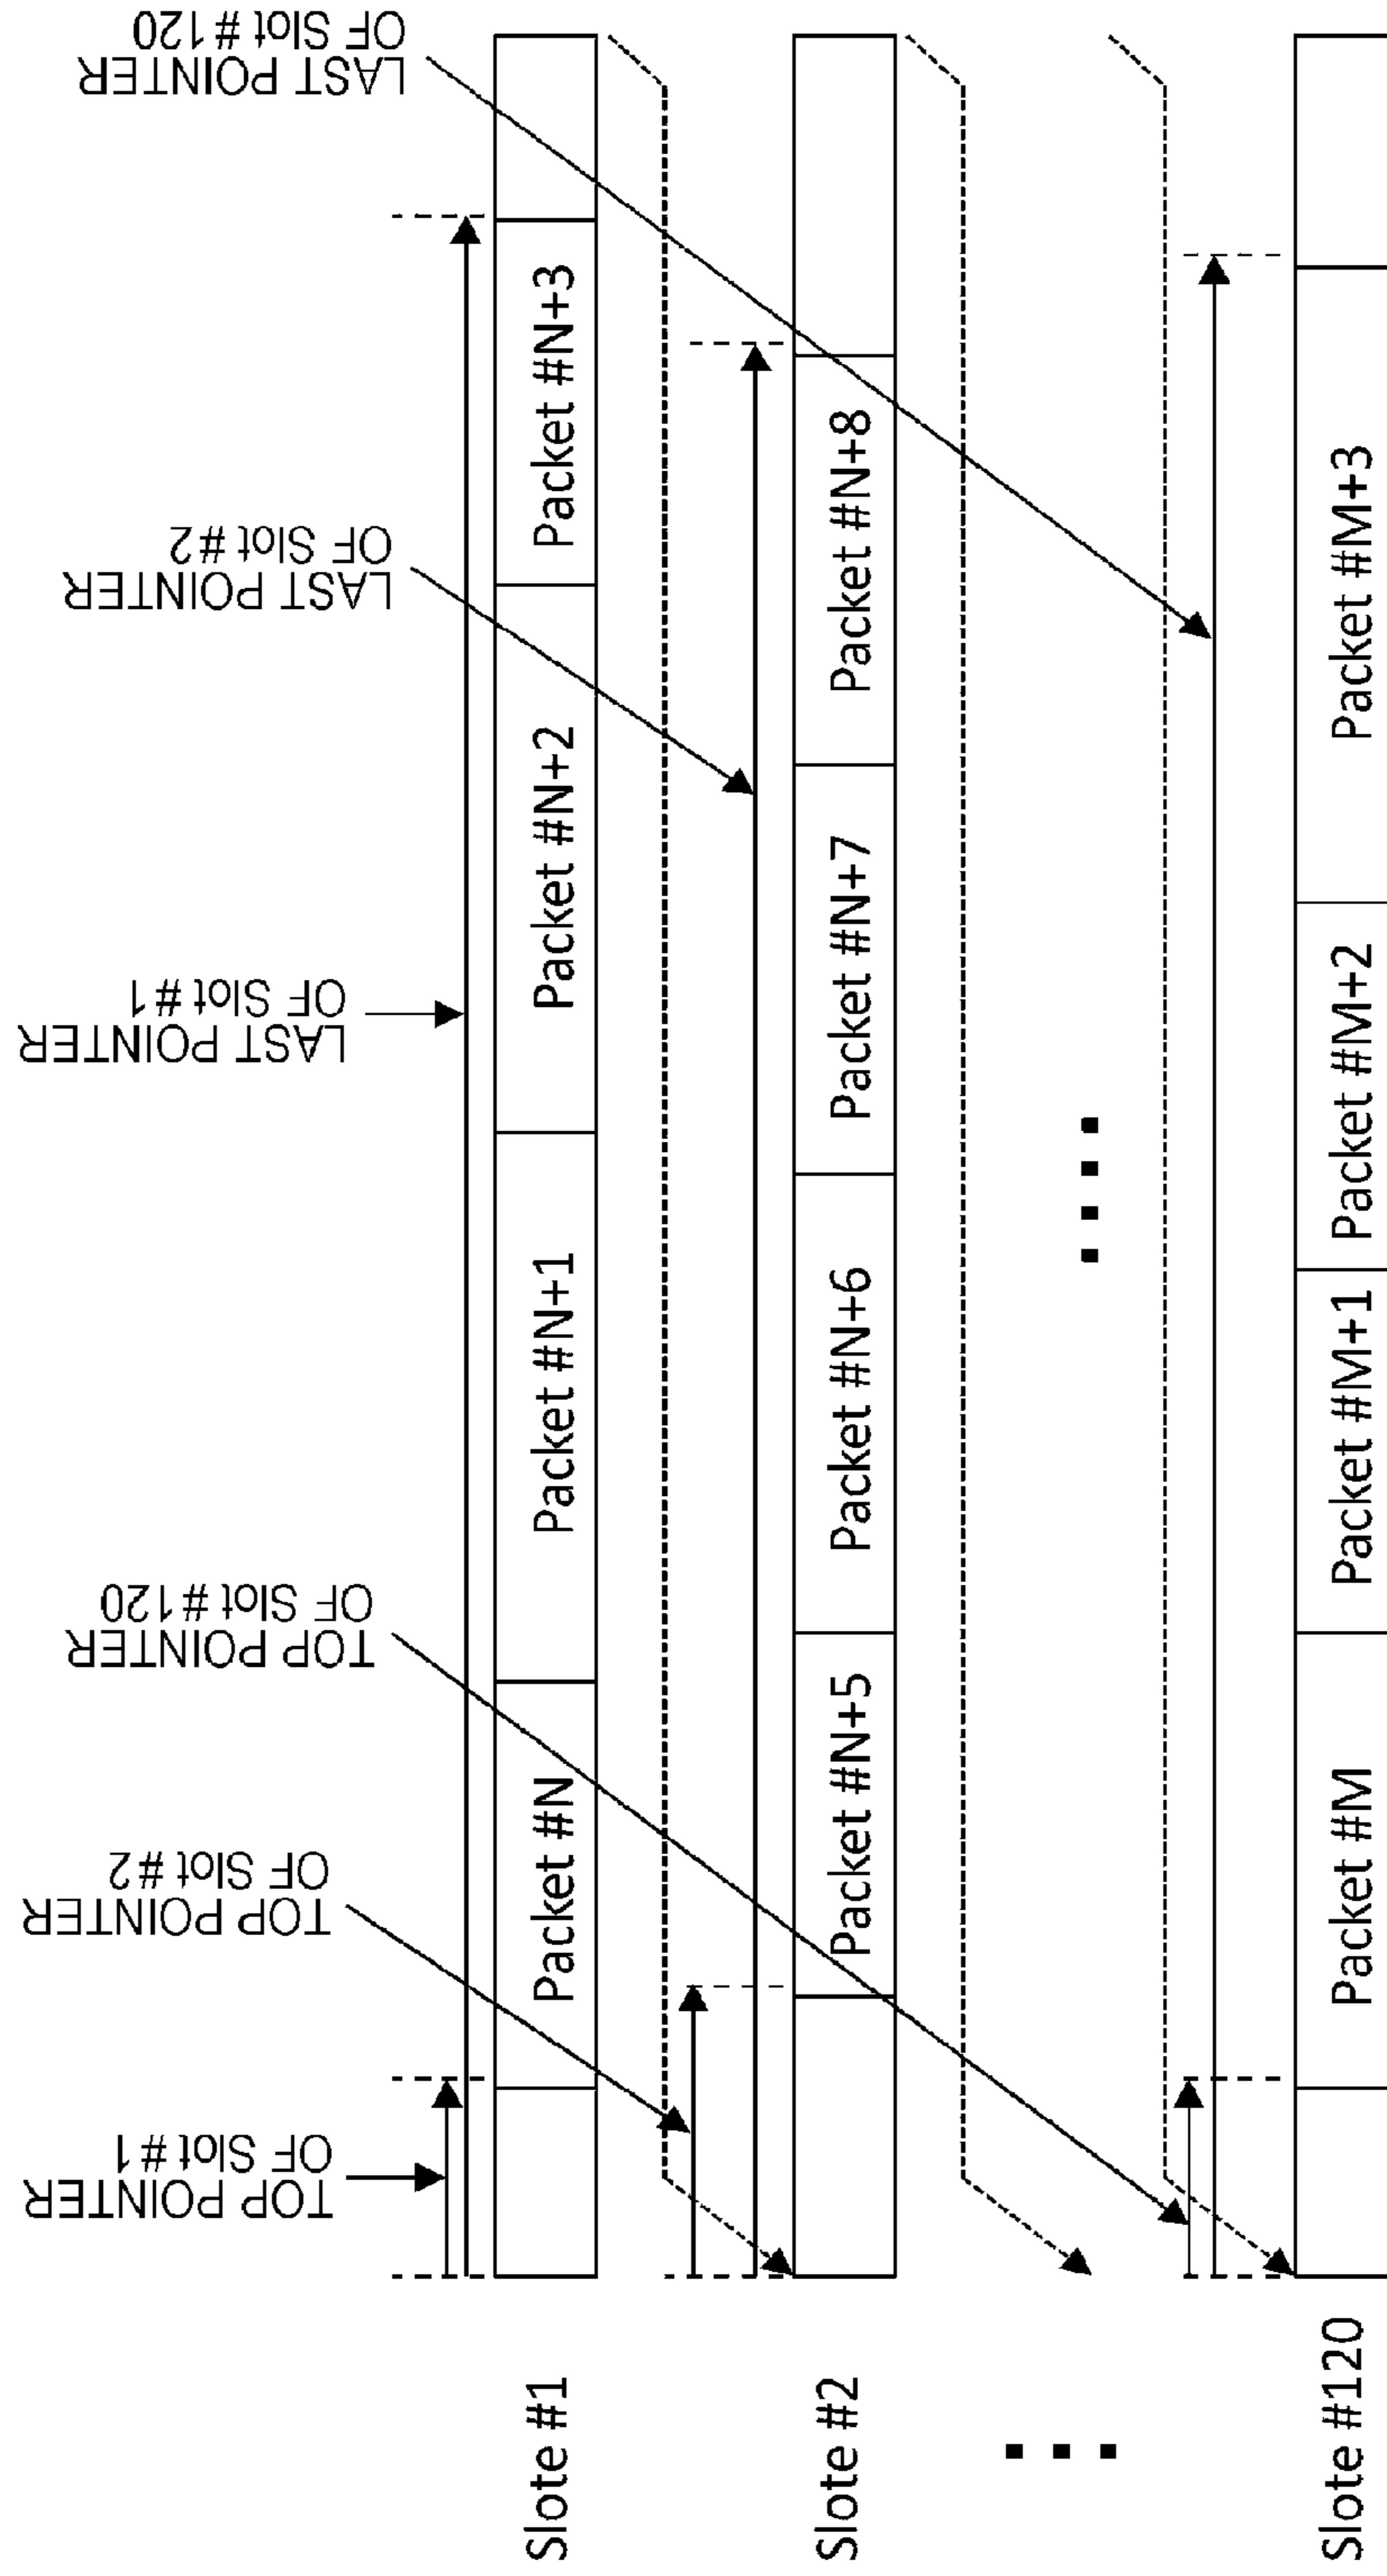 TOP POINTER
OF Slot #1
TOP POINTER
OF Slot #2
TOP POINTER
OF Slot #120
LAST POINTER
OF Slot #1
LAST POINTER
OF Slot #2
LAST POINTER
OF Slot #120
Slote #1
Packet #N
Packet #N+1
Packet #N+2
Packet #N+3
Slote #2
Packet #N+5
Packet #N+6
Packet #N+7
Packet #N+8
Slote #120
Packet #M
Packet #M+1
Packet #M+2
Packet #M+3